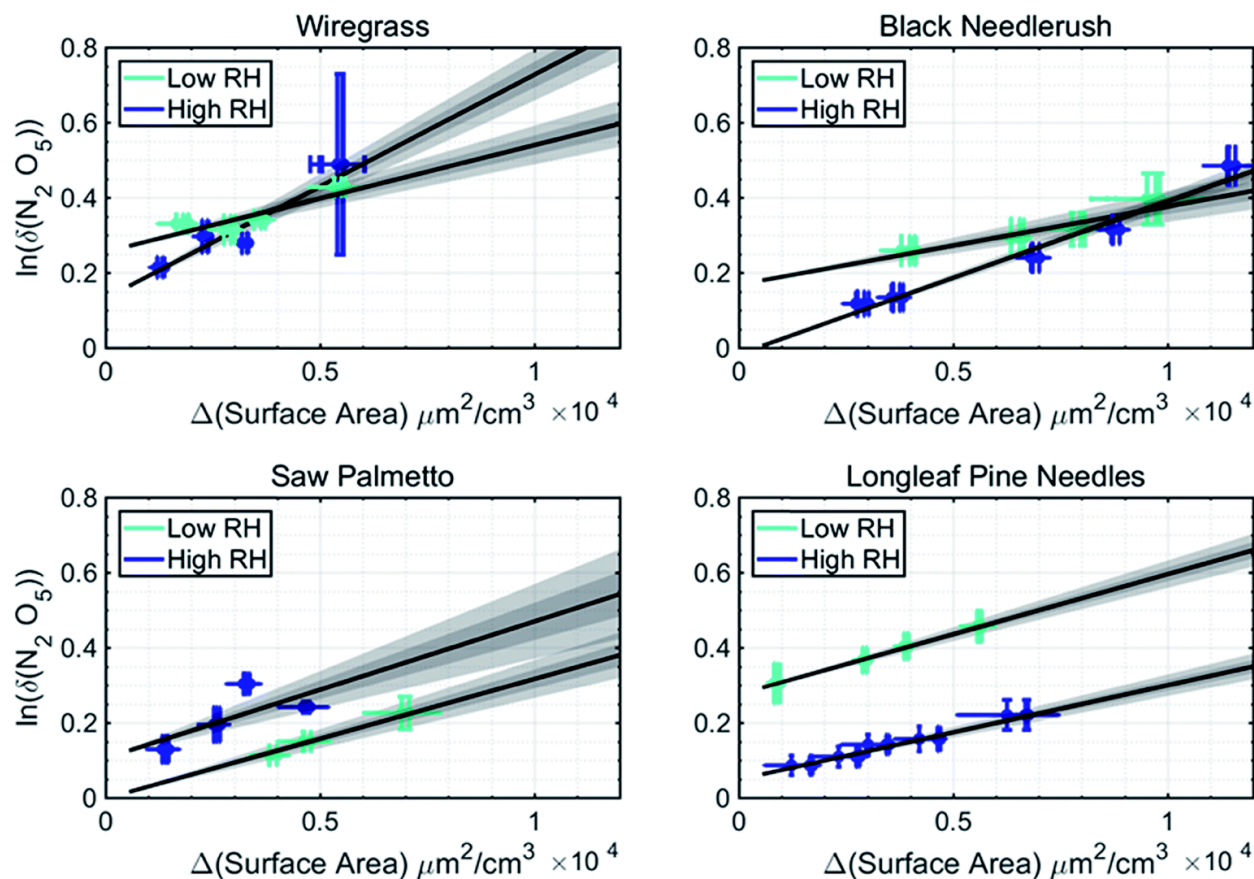 Wiregrass
Low RH
High RH
ln(δ(N2 O5))
0.8
0.6
0.4
0.2
0
0 0.5 1
Δ(Surface Area) μm²/cm³ ×10 4
Black Needlerush
Low RH
High RH
0.8
0.6
0.4
0.2
0
0 0.5 1
Δ(Surface Area) μm²/cm³ ×10 4
Saw Palmetto
Low RH
High RH
ln(δ(N2 O5))
0.8
0.6
0.4
0.2
0
0 0.5 1
Δ(Surface Area) μm²/cm³ ×10 4
Longleaf Pine Needles
Low RH
High RH
0.8
0.6
0.4
0.2
0
0 0.5 1
Δ(Surface Area) μm²/cm³ ×10 4